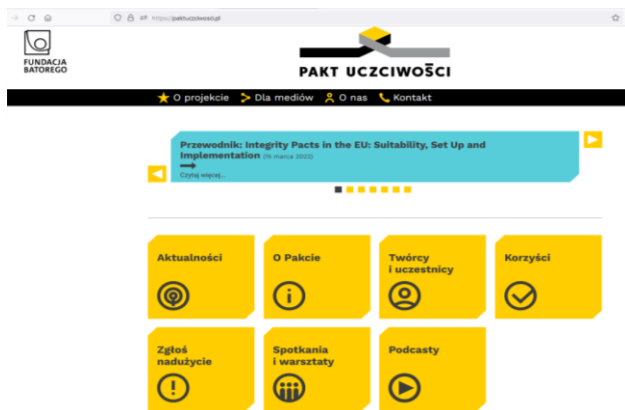 https://paktuczciwosci.pl
FUNDACJA
BATOREGO
PAKT UCZCIWOŚCI
O projekcie Dla mediów O nas Kontakt
Przewodnik: Integrity Pacts in the EU: Suitability, Set Up and
Implementation (16 marca 2022)
Czytaj więcej...
Aktualności O Pakcie Twórcy
i uczestnicy Korzyści
Zgłoś
nadużycie Spotkania
i warsztaty Podcasty